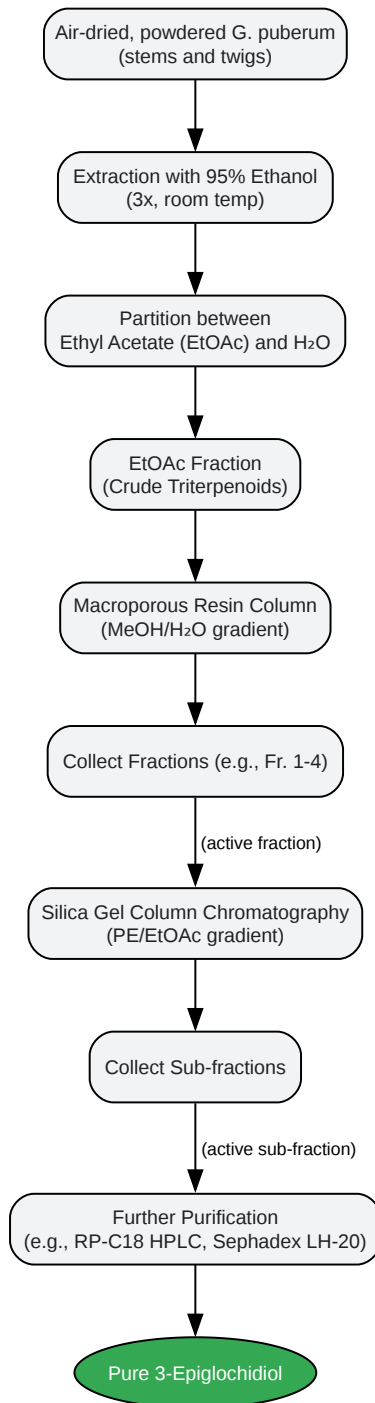 Air-dried, powdered G. puberum
(stems and twigs)
Extraction with 95% Ethanol
(3x, room temp)
Partition between
Ethyl Acetate (EtOAc) and H₂O
EtOAc Fraction
(Crude Triterpenoids)
Macroporous Resin Column
(MeOH/H₂O gradient)
Collect Fractions (e.g., Fr. 1-4)
(active fraction)
Silica Gel Column Chromatography
(PE/EtOAc gradient)
Collect Sub-fractions
(active sub-fraction)
Further Purification
(e.g., RP-C18 HPLC, Sephadex LH-20)
Pure 3-Epiglochidiol